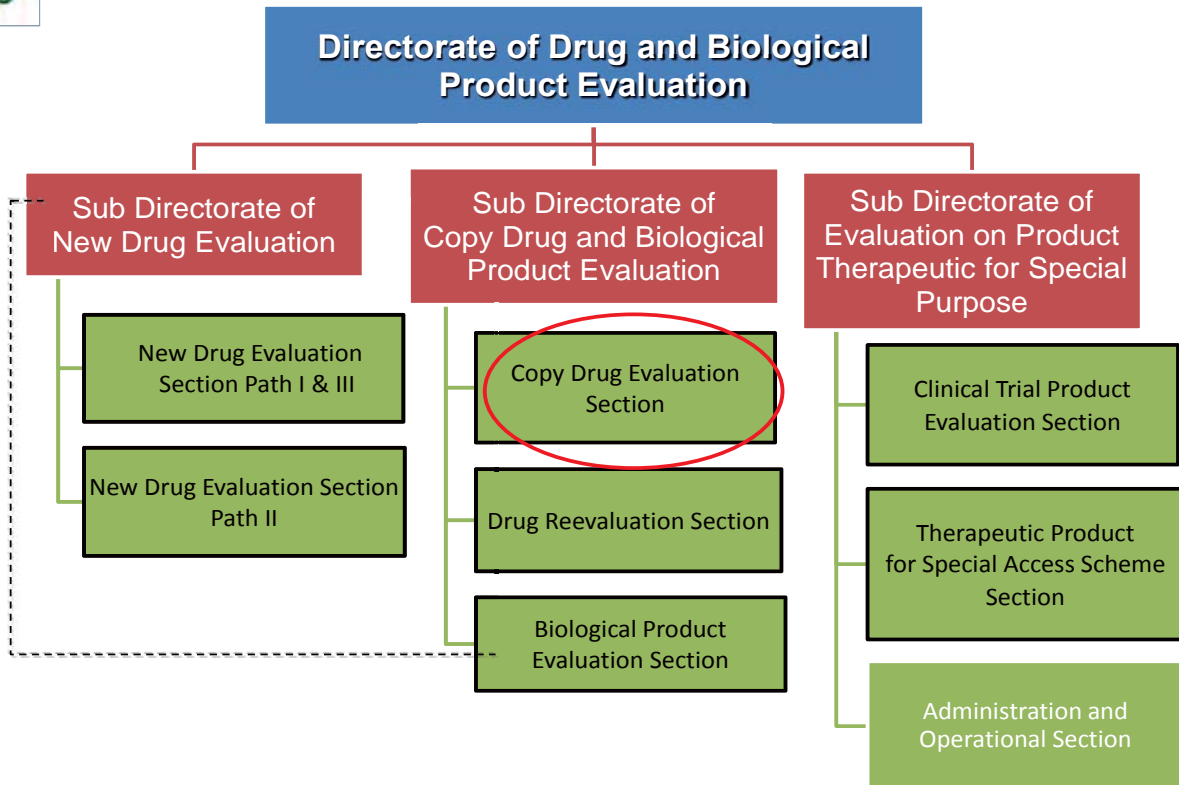 Directorate of Drug and Biological
Product Evaluation
Sub Directorate of
New Drug Evaluation
New Drug Evaluation
Section Path I & III
New Drug Evaluation Section
Path II
Sub Directorate of
Copy Drug and Biological
Product Evaluation
Copy Drug Evaluation
Section
Drug Reevaluation Section
Biological Product
Evaluation Section
Sub Directorate of
Evaluation on Product
Therapeutic for Special
Purpose
Clinical Trial Product
Evaluation Section
Therapeutic Product
for Special Access Scheme
Section
Administration and
Operational Section